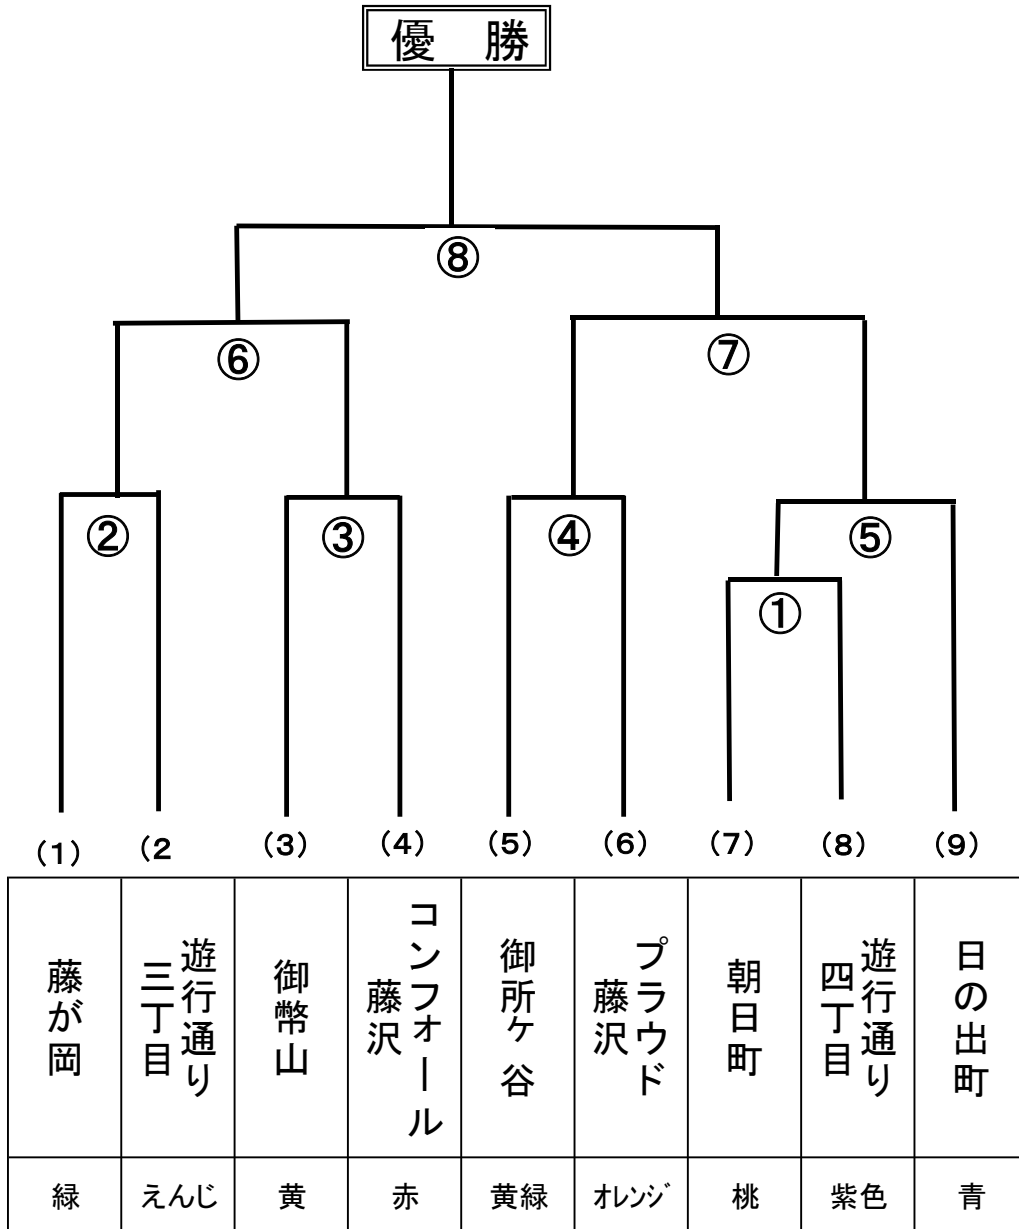 優　勝
⑧
⑥
⑦
②
③
④
⑤
①
(1)
(2
(3)
(4)
(5)
(6)
(7)
(8)
(9)
藤が岡
遊行通り
三丁目
御幣山
コンフォール
藤沢
御所ヶ谷
プラウド
藤沢
朝日町
遊行通り
四丁目
日の出町
緑
えんじ
黄
赤
黄緑
ｵﾚﾝｼﾞ
桃
紫色
青